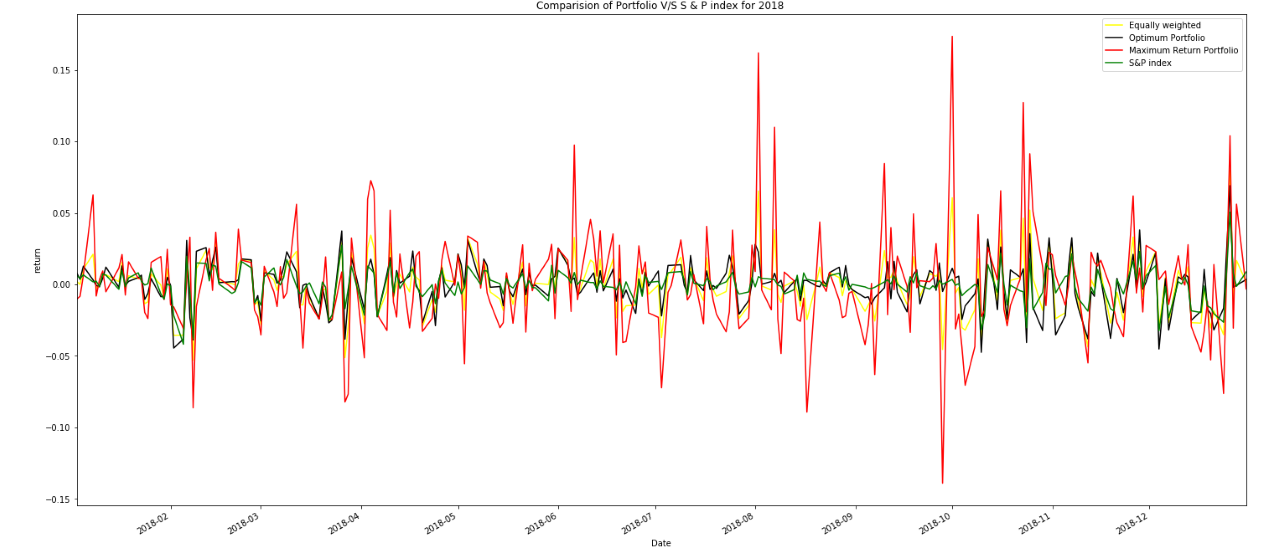 Comparision of Portfolio V/S S & P index for 2018
Equally weighted
Optimum Portfolio
Maximum Return Portfolio
S&P index
0.15
0.10
0.05
0.00
−0.05
−0.10
−0.15
return
2018-02
2018-03
2018-04
2018-05
2018-06
2018-07
2018-08
2018-09
2018-10
2018-11
2018-12
Date